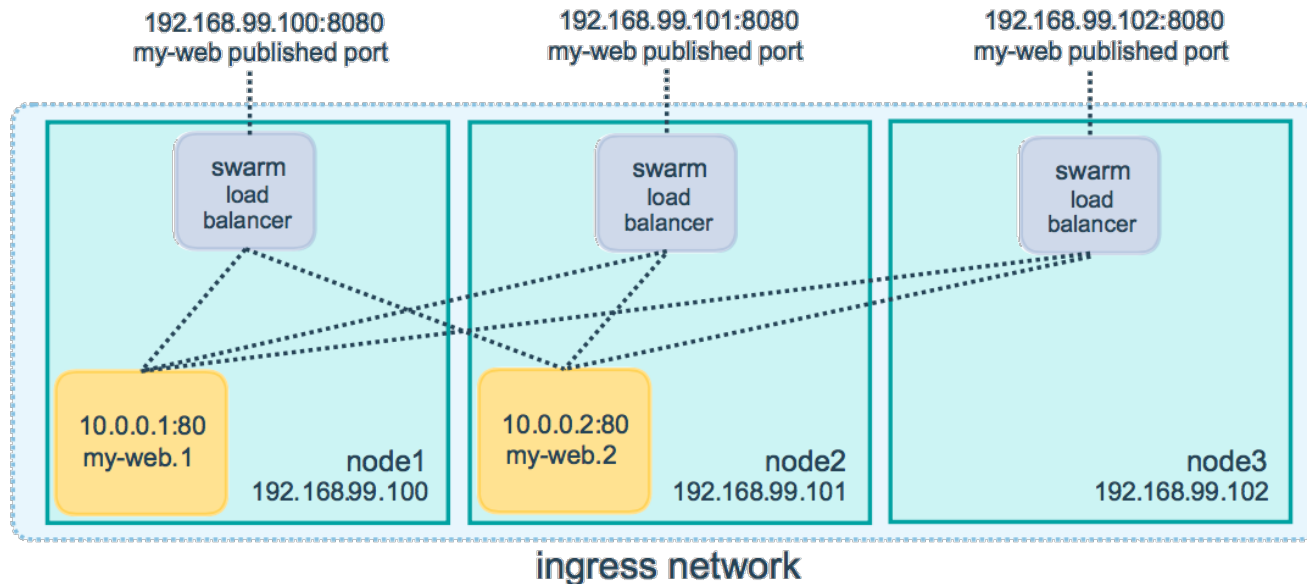 192.168.99.100:8080
my-web published port
192.168.99.101:8080
my-web published port
192.168.99.102:8080
my-web published port
swarm
load
balancer
swarm
load
balancer
swarm
load
balancer
10.0.0.1:80
my-web.1
node1
192.168.99.100
10.0.0.2:80
my-web.2
node2
192.168.99.101
node3
192.168.99.102
ingress network